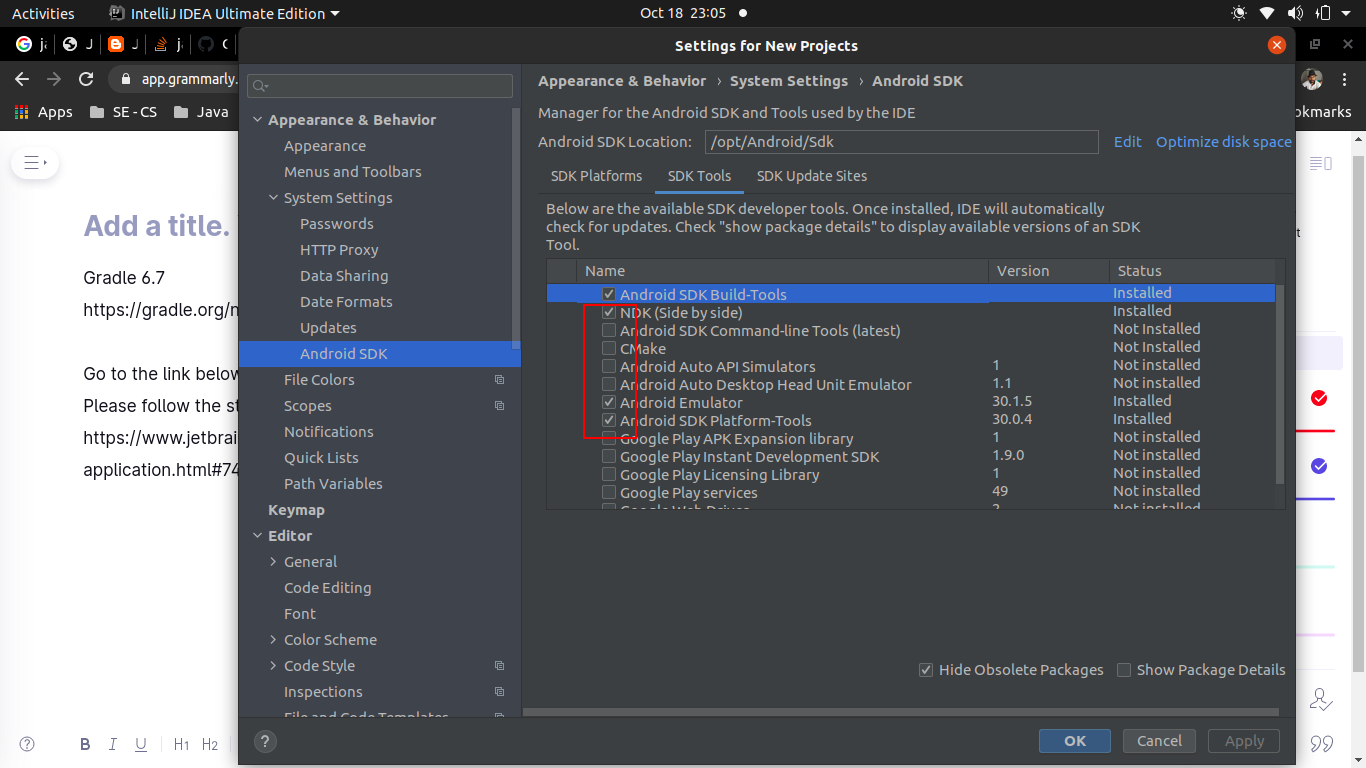 Activities
IntelliJ IDEA Ultimate Edition
Oct 18 23:05
Settings for New Projects
app.grammarly.
Apps
SE - CS
Java
okmarks
Add a title.
Gradle 6.7
https://gradle.org/
Go to the link below
Please follow the st
https://www.jetbrai
application.html#74
B I U H1 H2
Appearance & Behavior
Appearance
Menus and Toolbars
System Settings
Passwords
HTTP Proxy
Data Sharing
Date Formats
Updates
Android SDK
File Colors
Scopes
Notifications
Quick Lists
Path Variables
Keymap
Editor
General
Code Editing
Font
Color Scheme
Code Style
Inspections
File and Code Templates
Appearance & Behavior › System Settings › Android SDK
Manager for the Android SDK and Tools used by the IDE
Android SDK Location: /opt/Android/Sdk Edit Optimize disk space
SDK Platforms SDK Tools SDK Update Sites
Below are the available SDK developer tools. Once installed, IDE will automatically
check for updates. Check "show package details" to display available versions of an SDK
Tool.
Name Version Status
Android SDK Build-Tools Installed
NDK (Side by side) Installed
Android SDK Command-line Tools (latest) Not Installed
CMake Not Installed
Android Auto API Simulators 1 Not installed
Android Auto Desktop Head Unit Emulator 1.1 Not installed
Android Emulator 30.1.5 Installed
Android SDK Platform-Tools 30.0.4 Installed
Google Play APK Expansion library 1 Not installed
Google Play Instant Development SDK 1.9.0 Not installed
Google Play Licensing Library 1 Not installed
Google Play services 49 Not installed
Google Web Driver 2 Not installed
Hide Obsolete Packages Show Package Details
? OK Cancel Apply